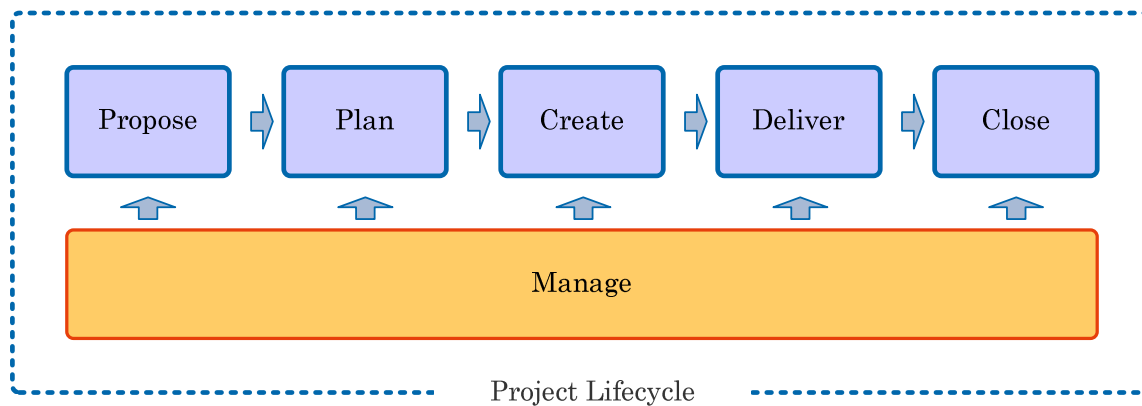 Propose
Plan
Create
Deliver
Close
Manage
Project Lifecycle